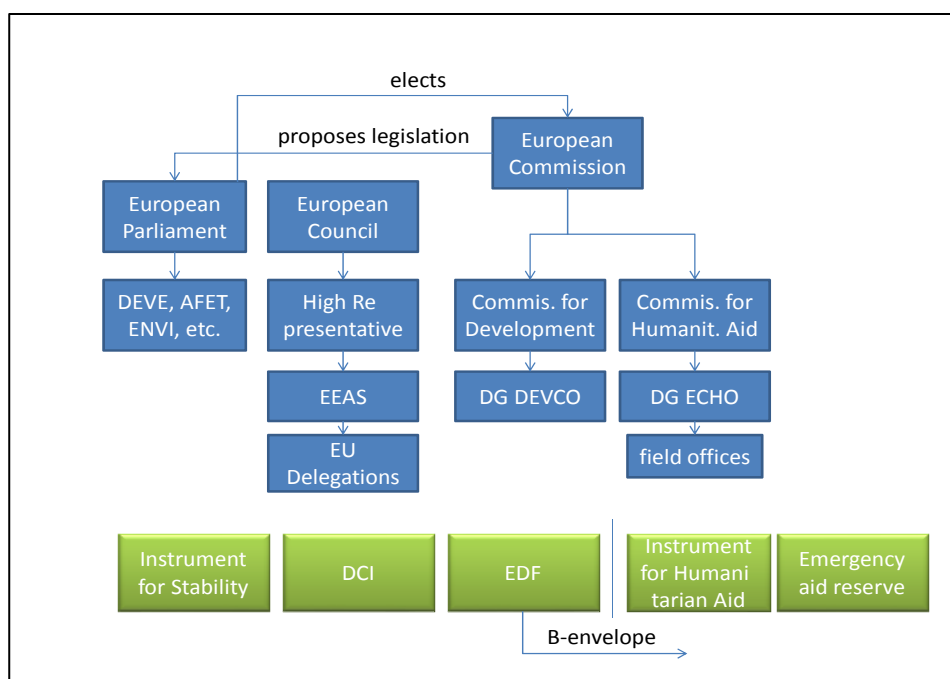 elects
proposes legislation
European
Commission
European
Parliament
European
Council
DEVE, AFET,
ENVI, etc.
High Re
presentative
Commis. for
Development
Commis. for
Humanit. Aid
EEAS
DG DEVCO
DG ECHO
EU
Delegations
field offices
Instrument
for Stability
DCI
EDF
Instrument
for Humani
tarian Aid
Emergency
aid reserve
B-envelope